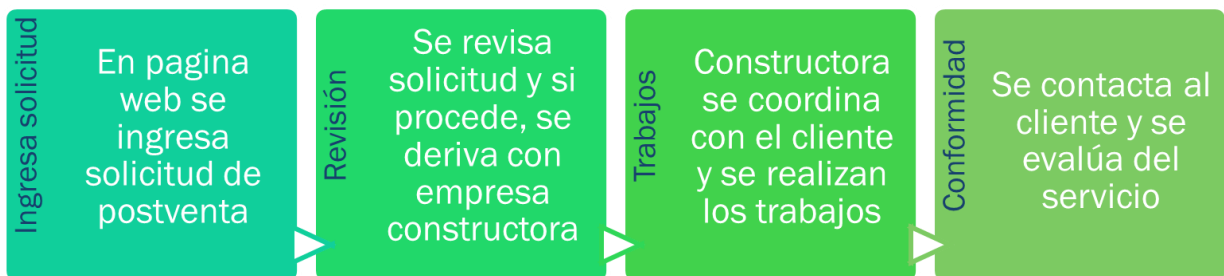 Ingresa solicitud
En pagina
web se
ingresa
solicitud de
postventa
Revisión
Se revisa
solicitud y si
procede, se
deriva con
empresa
constructora
Trabajos
Constructora
se coordina
con el cliente
y se realizan
los trabajos
Conformidad
Se contacta al
cliente y se
evalúa del
servicio